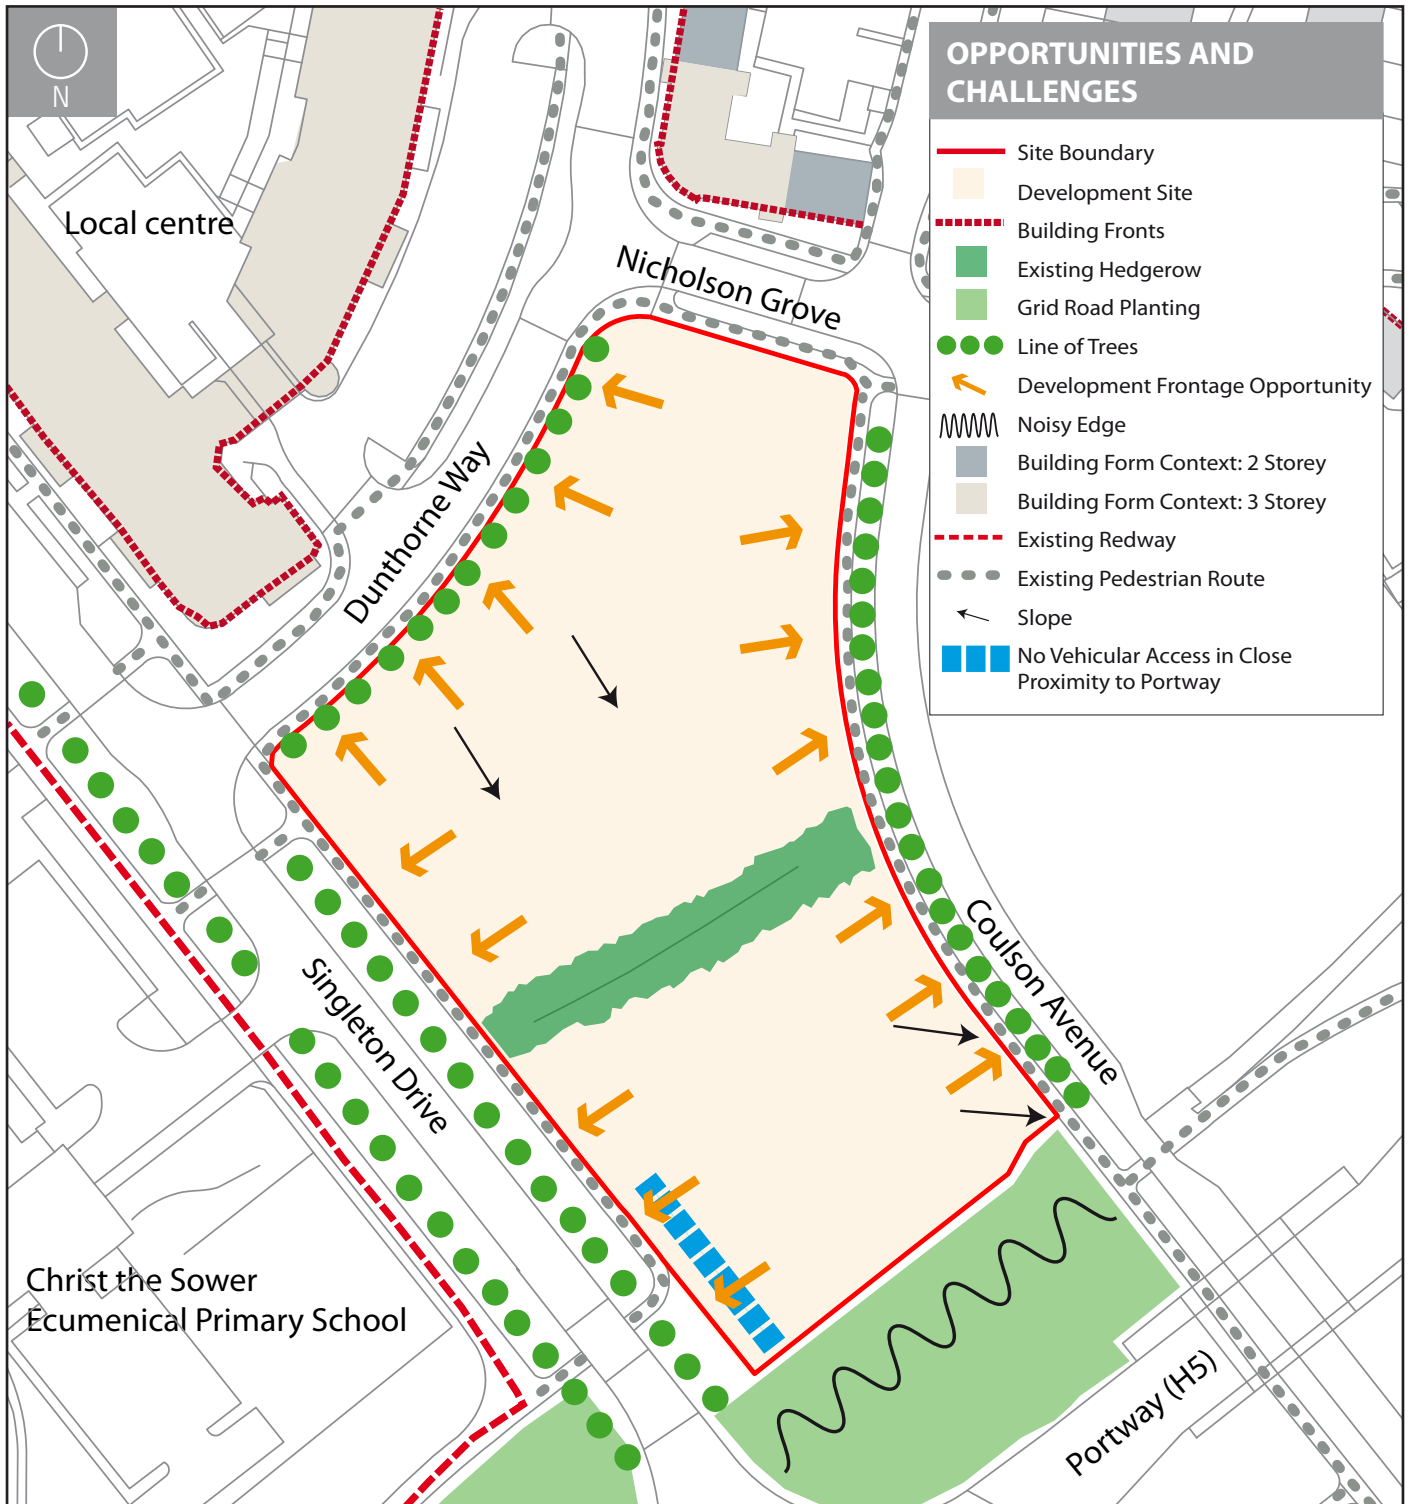 N
OPPORTUNITIES AND
CHALLENGES
Site Boundary
Development Site
Building Fronts
Existing Hedgerow
Grid Road Planting
Line of Trees
Development Frontage Opportunity
Noisy Edge
Building Form Context: 2 Storey
Building Form Context: 3 Storey
Existing Redway
Existing Pedestrian Route
Slope
No Vehicular Access in Close
Proximity to Portway
Local centre
Nicholson Grove
Dunthorne Way
Coulson Avenue
Singleton Drive
Christ the Sower
Ecumenical Primary School
Portway (H5)